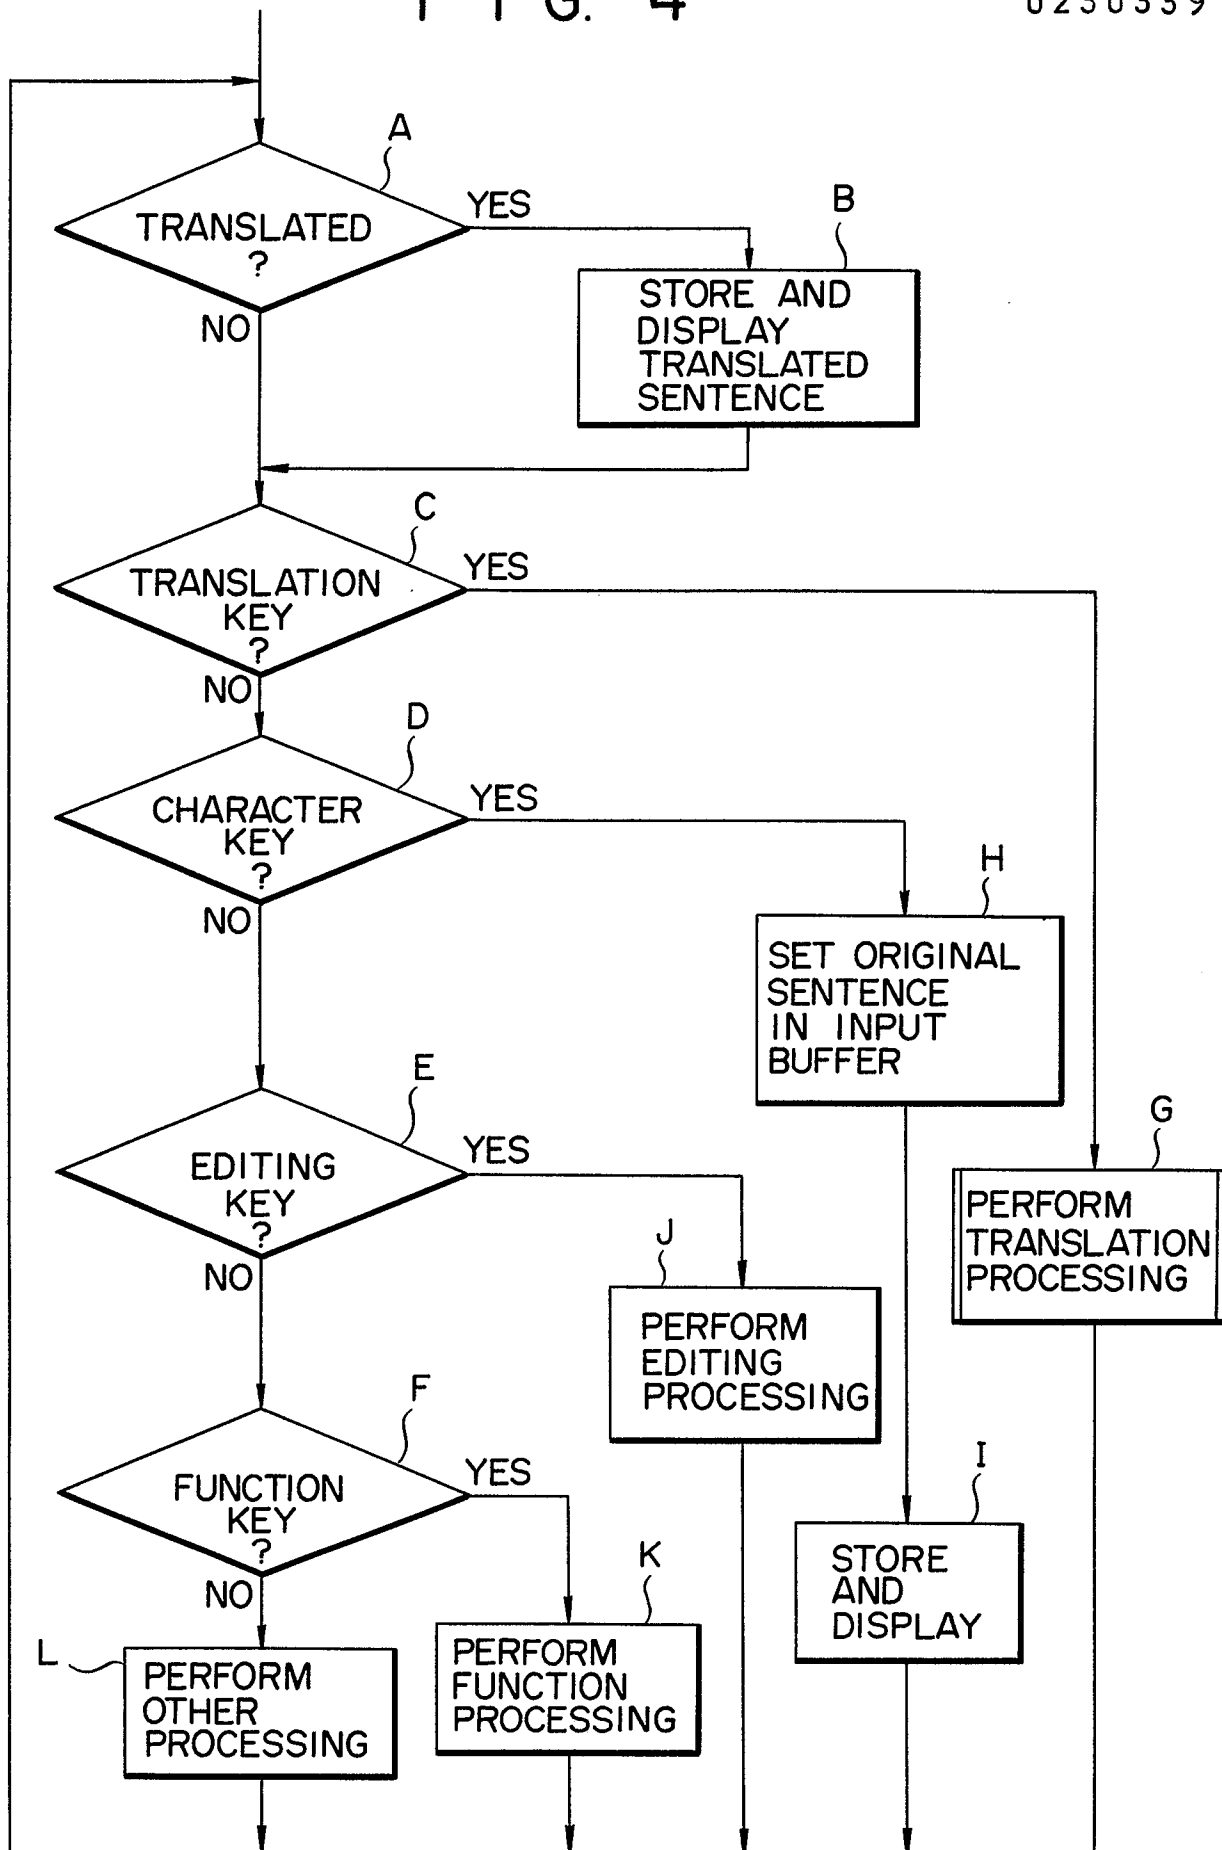 FIG. 4
0230339
A
TRANSLATED
?
YES
NO
B
STORE AND
DISPLAY
TRANSLATED
SENTENCE
C
TRANSLATION
KEY
?
YES
NO
D
CHARACTER
KEY
?
YES
NO
H
SET ORIGINAL
SENTENCE
IN INPUT
BUFFER
E
EDITING
KEY
?
YES
NO
G
PERFORM
TRANSLATION
PROCESSING
J
PERFORM
EDITING
PROCESSING
F
FUNCTION
KEY
?
YES
NO
I
STORE
AND
DISPLAY
K
PERFORM
FUNCTION
PROCESSING
L
PERFORM
OTHER
PROCESSING